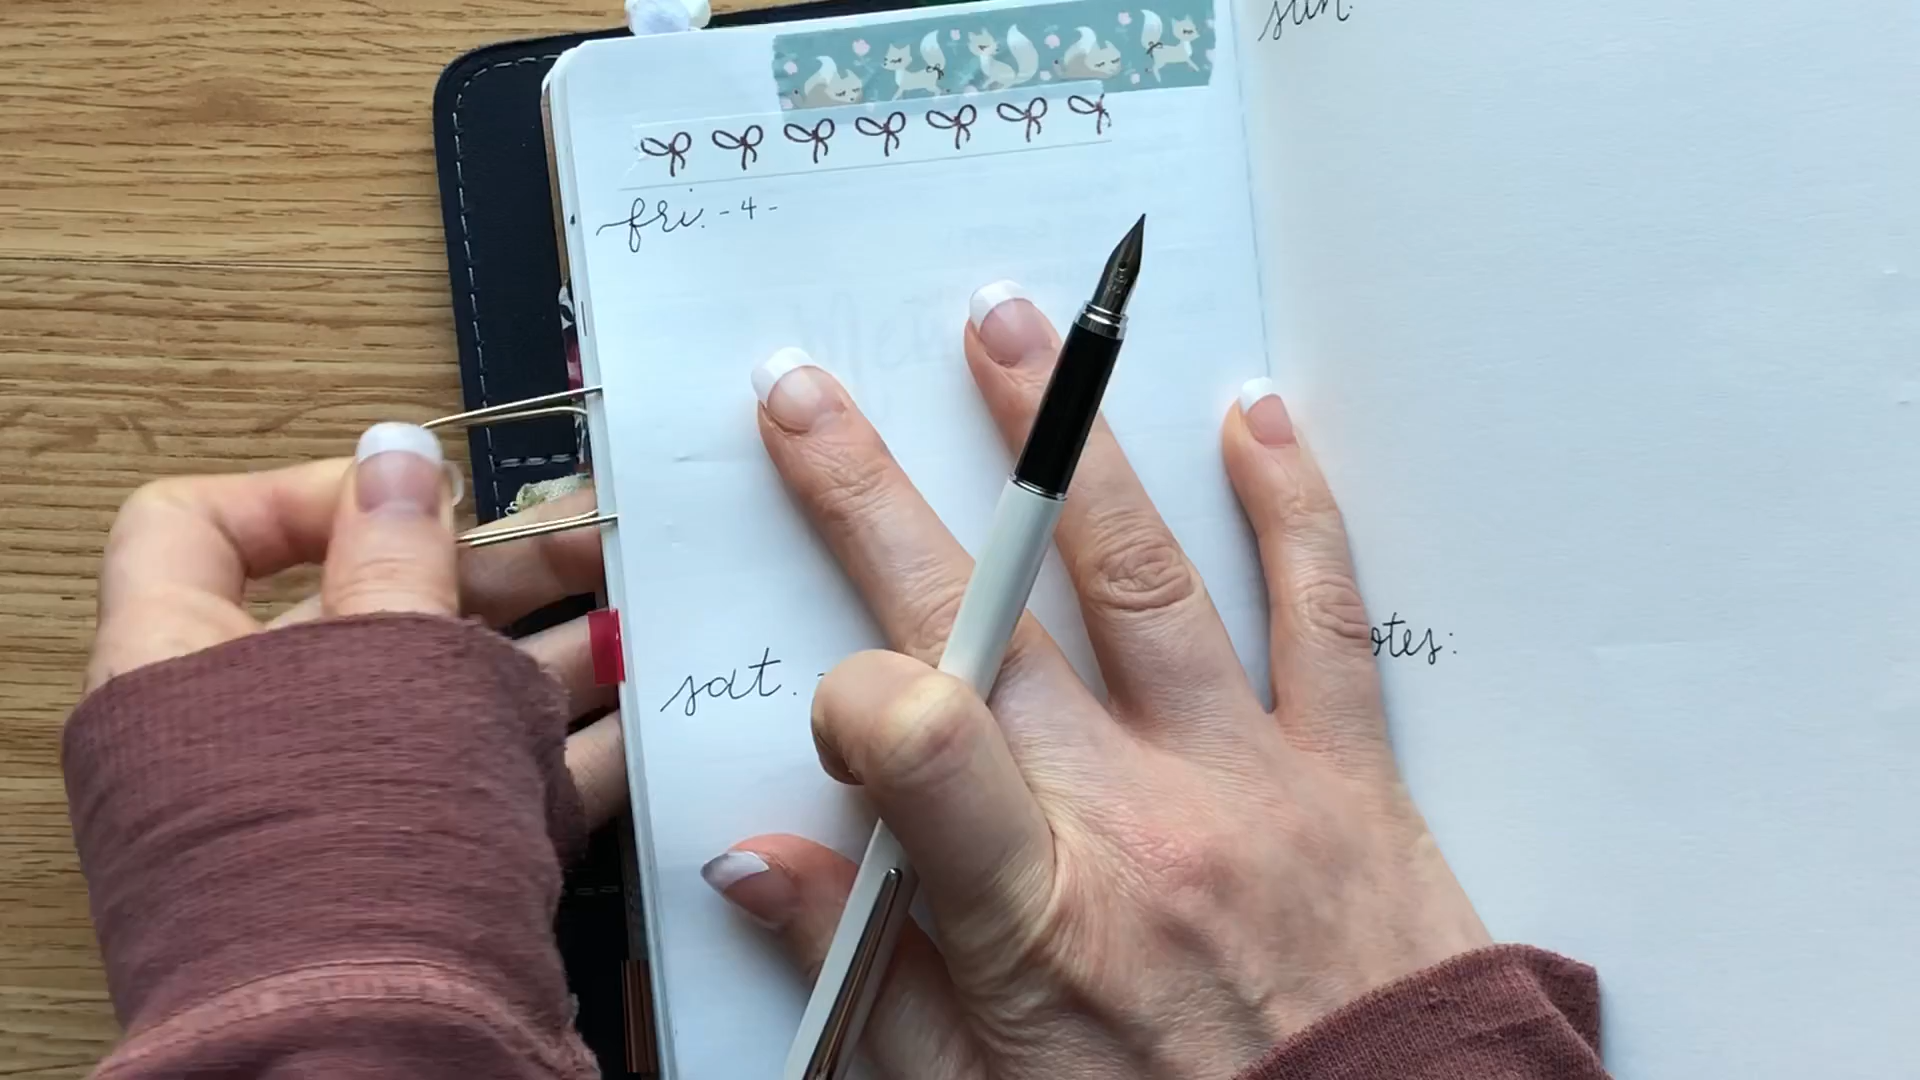 fri. - 4 -
sat. -
sun.
otes: